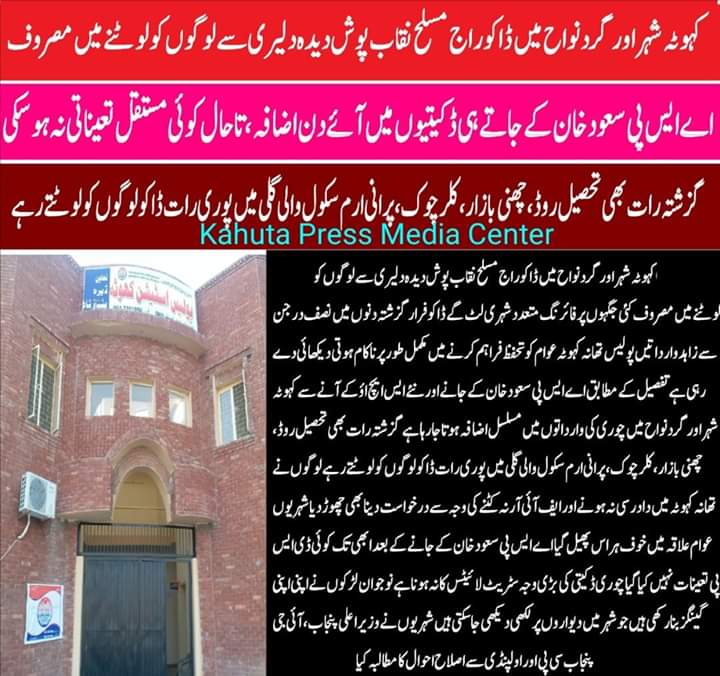 کہوٹہ شہر اور گردنواح میں ڈاکو راج مسلح نقاب پوش دیدہ دلیری سے لوگوں کو لوٹنے میں مصروف
اے ایس پی سعود خان کے جاتے ہی ڈکیتیوں میں آئے دن اضافہ، تاحال کوئی مستقل تعیناتی نہ ہو سکی
گزشتہ رات بھی تحصیل روڈ، چھنی بازار، کلر چوک، پرانی ارم سکول والی گلی میں پوری رات ڈاکو لوگوں کو لوٹتے رہے
Kahuta Press Media Center
پولیس اسٹیشن کہوٹہ
کہوٹہ شہر اور گردنواح میں ڈاکو راج مسلح نقاب پوش دیدہ دلیری سے لوگوں کو
لوٹنے میں مصروف کئی جگہوں پر فائرنگ متعدد شہری لٹ گے ڈاکو فرار گزشتہ دنوں میں نصف درجن
سے زاہد وارداتیں پولیس تھانہ کہوٹہ عوام کو تحفظ فراہم کرنے میں مکمل طور پر ناکام ہوتی دیکھائی دے
رہی ہے تفصیل کے مطابق اے ایس پی سعود خان کے جانے اور نئے ایس ایچ او کے آنے سے کہوٹہ
شہر اور گردنواح میں چوری کی وارداتوں میں مسلسل اضافہ ہوتا جا رہا ہے گزشتہ رات بھی تحصیل روڈ،
چھنی بازار، کلر چوک، پرانی ارم سکول والی گلی میں پوری رات ڈاکو لوگوں کو لوٹتے رہے لوگوں نے
تھانہ کہوٹہ میں دادرسی نہ ہونے اور ایف آئی آر نہ کٹنے کی وجہ سے درخواست دینا بھی چھوڑ دیا شہریوں
عوام علاقہ میں خوف ہراس پھیل گیا اے ایس پی سعود خان کے جانے کے بعد ابھی تک کوئی ڈی ایس
پی تعینات نہیں کیا گیا چوری ڈکیتی کی بڑی وجہ سٹریٹ لائیٹس کا نہ ہونا ہے نوجوان لڑکوں نے اپنی اپنی
گینگز بنا رکھی ہیں جو شہر میں دیواروں پر لکھی دیکھی جا سکتی ہیں شہریوں نے وزیر اعلی پنجاب، آئی جی
پنجاب سی پی او راولپنڈی سے اصلاح احوال کا مطالبہ کیا